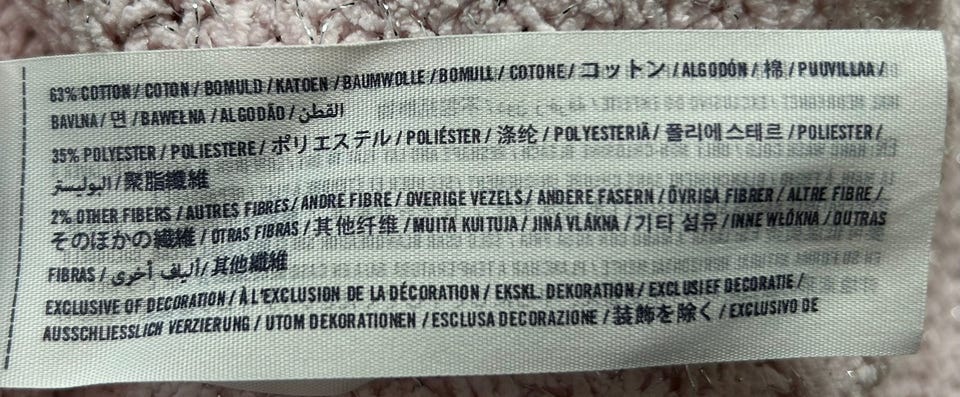 63% COTTON / COTON / BOMULD / KATOEN / BAUMWOLLE / BOMULL / COTONE / コットン / ALGODÓN / 棉 / PUUVILLAA /
BAVLNA / 면 / BAWEŁNA / ALGODÃO / القطن
35% POLYESTER / POLIESTERE / ポリエステル / POLIÉSTER / 涤纶 / POLYESTERIÄ / 폴리에스테르 / POLIESTER /
البوليستر / 聚脂纖維
2% OTHER FIBERS / AUTRES FIBRES / ANDRE FIBRE / OVERIGE VEZELS / ANDERE FASERN / ÖVRIGA FIBRER / ALTRE FIBRE /
そのほかの繊維 / OTRAS FIBRAS / 其他纤维 / MUITA KUITUJA / JINÁ VLÁKNA / 기타 섬유 / INNE WŁÓKNA / OUTRAS
FIBRAS / ألياف أخرى / 其他纖維
EXCLUSIVE OF DECORATION / À L'EXCLUSION DE LA DÉCORATION / EKSKL. DEKORATION / EXCLUSIEF DECORATIE /
AUSSCHLIESSLICH VERZIERUNG / UTOM DEKORATIONEN / ESCLUSA DECORAZIONE / 装飾を除く / EXCLUSIVO DE